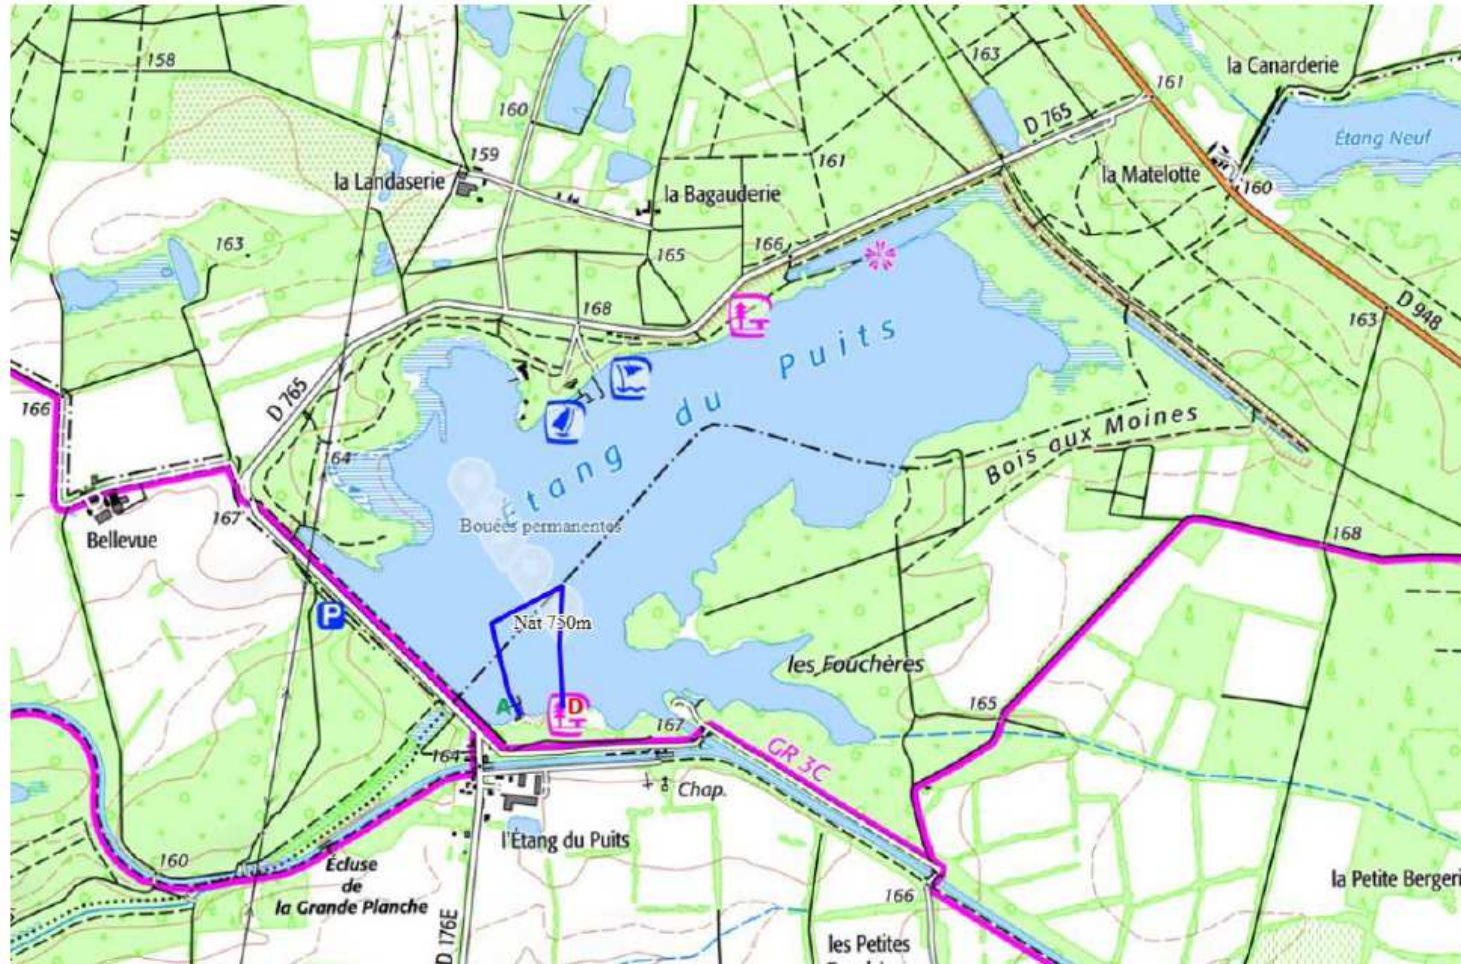 158
163
161
la Canarderie
160
D 765
Étang Neuf
159
161
la Landaserie
la Bagauderie
la Matelotte
160
163
166
165
168
163
D 948
Étang du Puits
D 765
166
Bois aux Moines
64
167
Bouées permanentes
Bellevue
168
P
Nat 750m
les Fouchères
A
D
165
167
164
GR 3C
Chap.
l'Étang du Puits
160
Écluse
de
la Grande Planche
166
la Petite Bergeri
D 176E
les Petites